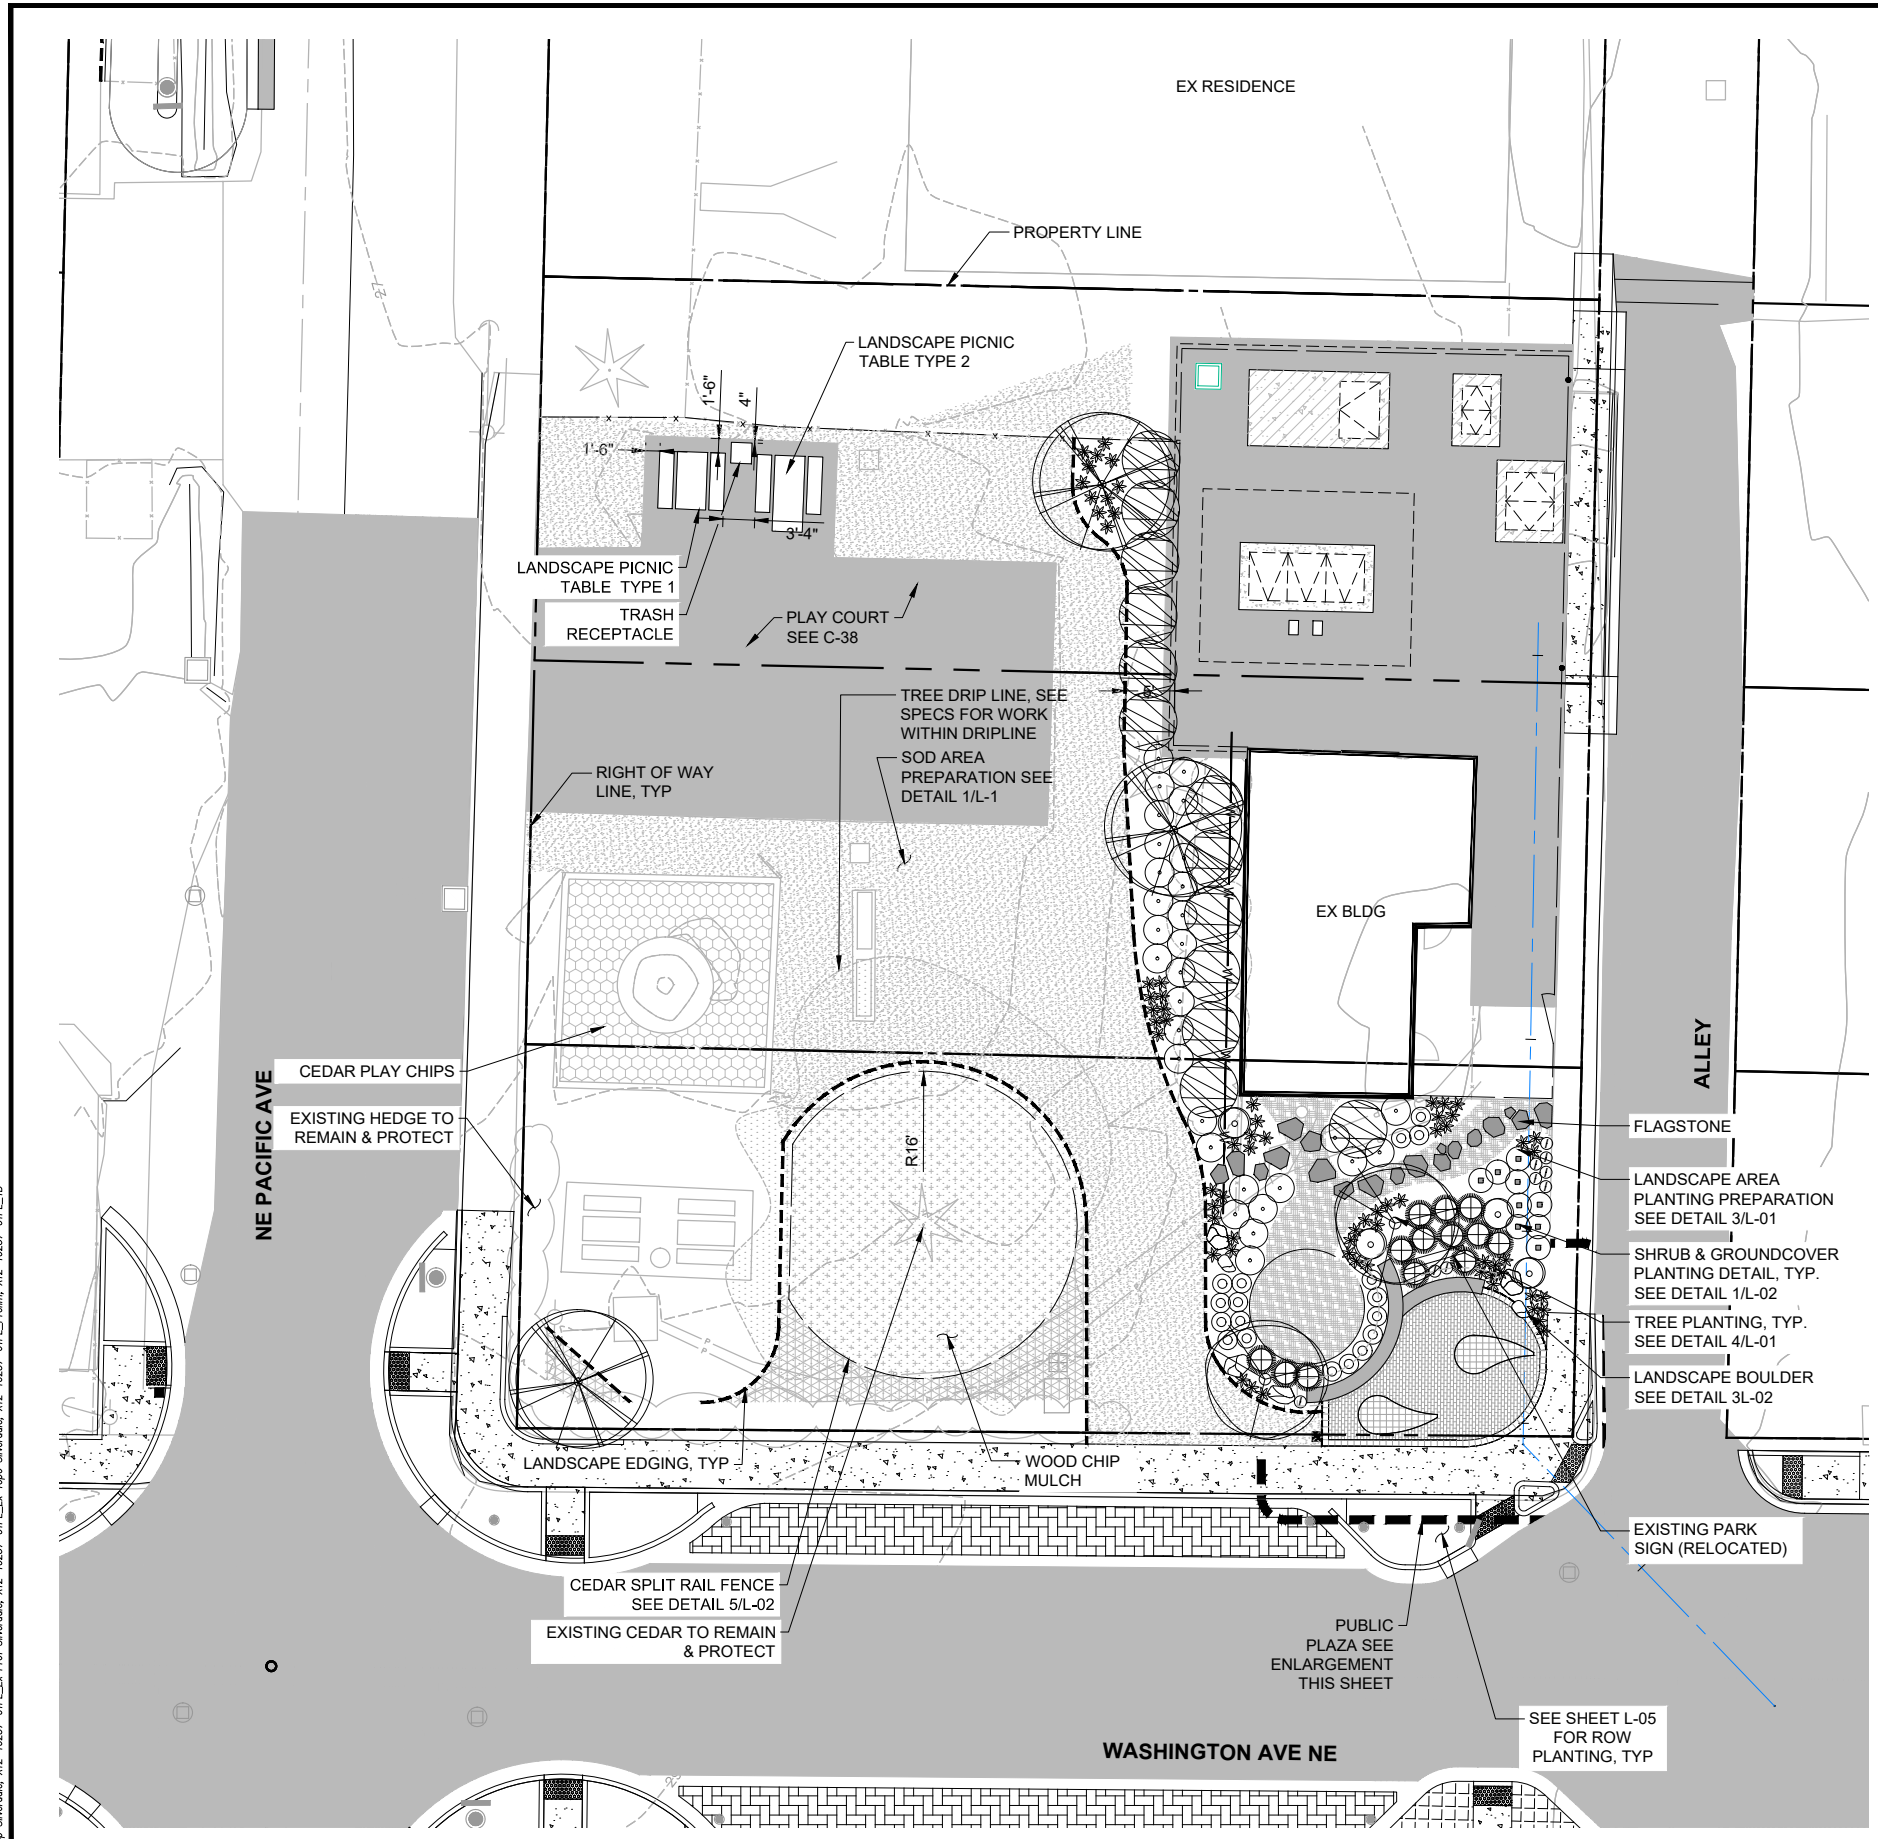 EX RESIDENCE
PROPERTY LINE
27
LANDSCAPE PICNIC
TABLE TYPE 2
1'-6"
4"
1'-6"
3'-4"
LANDSCAPE PICNIC
TABLE TYPE 1
TRASH
RECEPTACLE
PLAY COURT
SEE C-38
TREE DRIP LINE, SEE
SPECS FOR WORK
WITHIN DRIPLINE
SOD AREA
PREPARATION SEE
DETAIL 1/L-1
RIGHT OF WAY
LINE, TYP
EX BLDG
CEDAR PLAY CHIPS
EXISTING HEDGE TO
REMAIN & PROTECT
NE PACIFIC AVE
ALLEY
R16'
FLAGSTONE
LANDSCAPE AREA
PLANTING PREPARATION
SEE DETAIL 3/L-01
SHRUB & GROUNDCOVER
PLANTING DETAIL, TYP.
SEE DETAIL 1/L-02
TREE PLANTING, TYP.
SEE DETAIL 4/L-01
LANDSCAPE BOULDER
SEE DETAIL 3L-02
LANDSCAPE EDGING, TYP
WOOD CHIP
MULCH
EXISTING PARK
SIGN (RELOCATED)
CEDAR SPLIT RAIL FENCE
SEE DETAIL 5/L-02
EXISTING CEDAR TO REMAIN
& PROTECT
PUBLIC
PLAZA SEE
ENLARGEMENT
THIS SHEET
SEE SHEET L-05
FOR ROW
PLANTING, TYP
WASHINGTON AVE NE